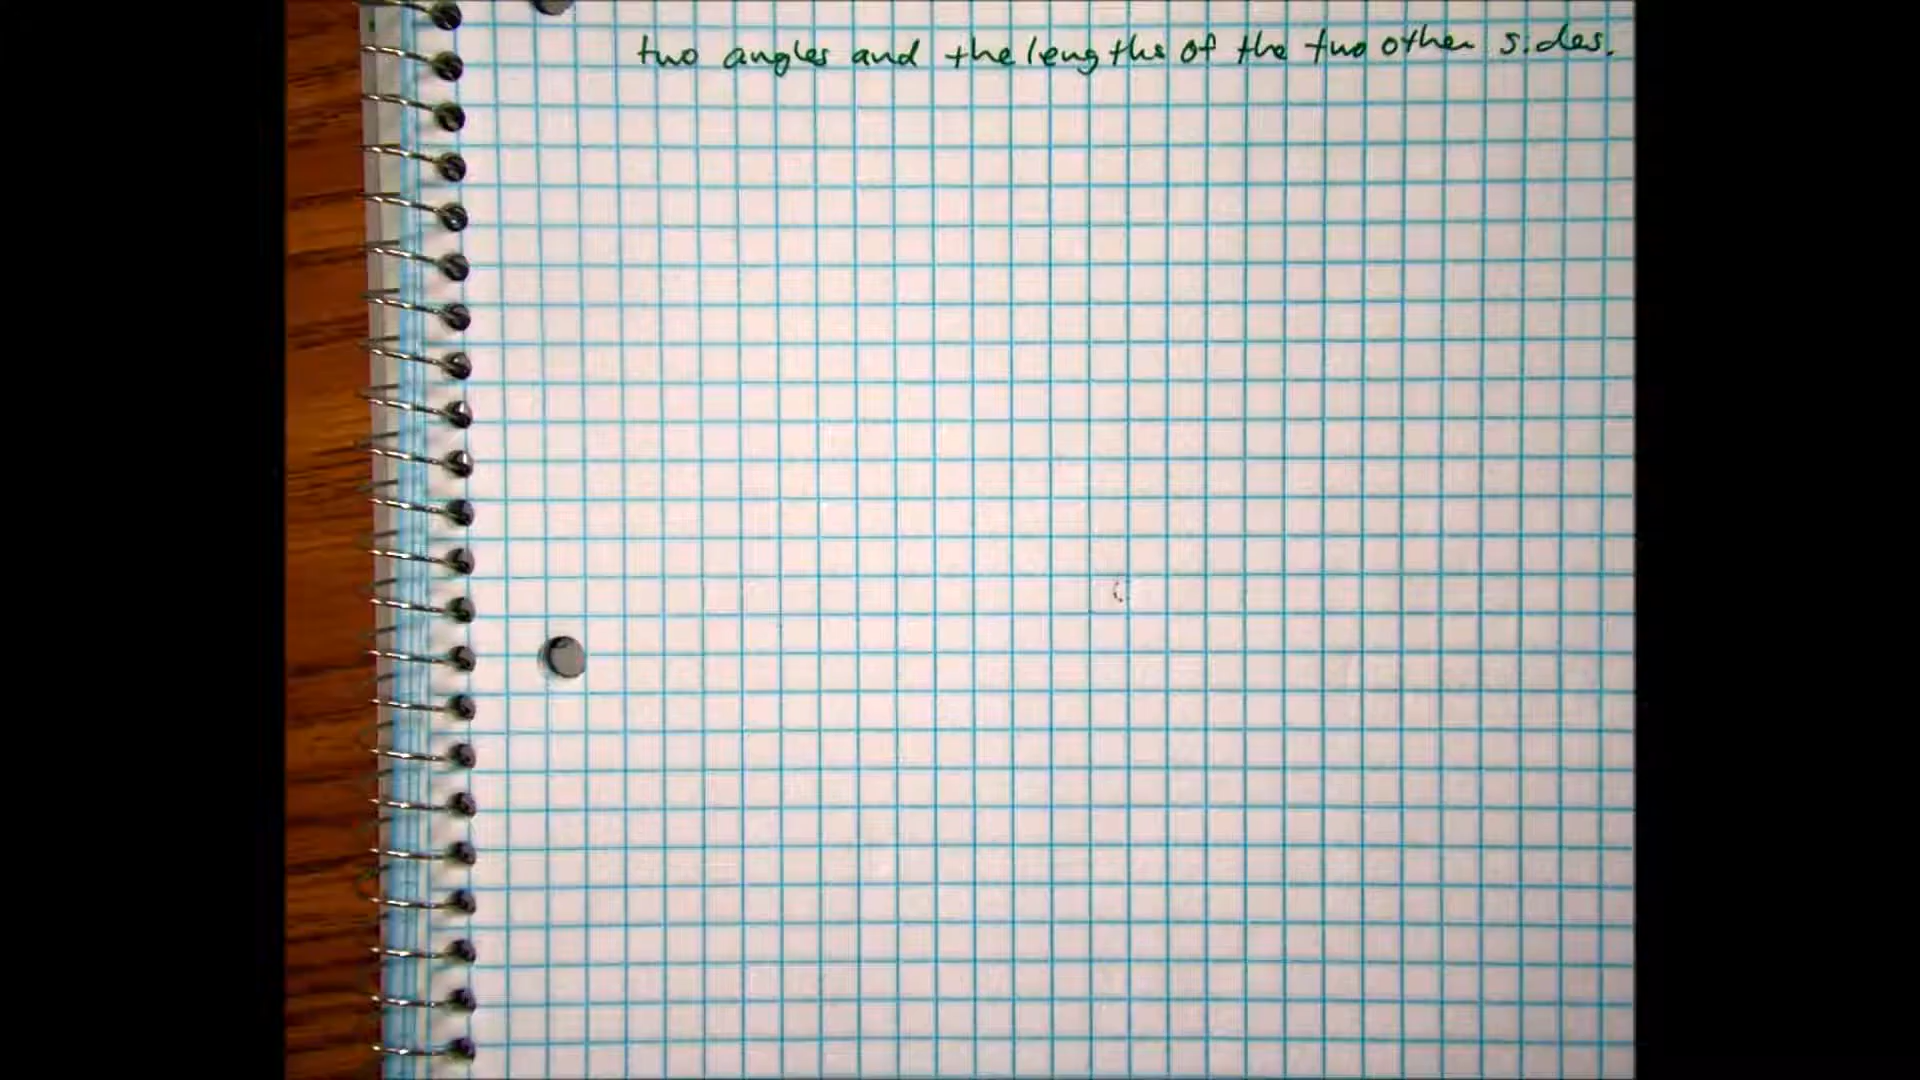 two angles and the lengths of the two other sides.